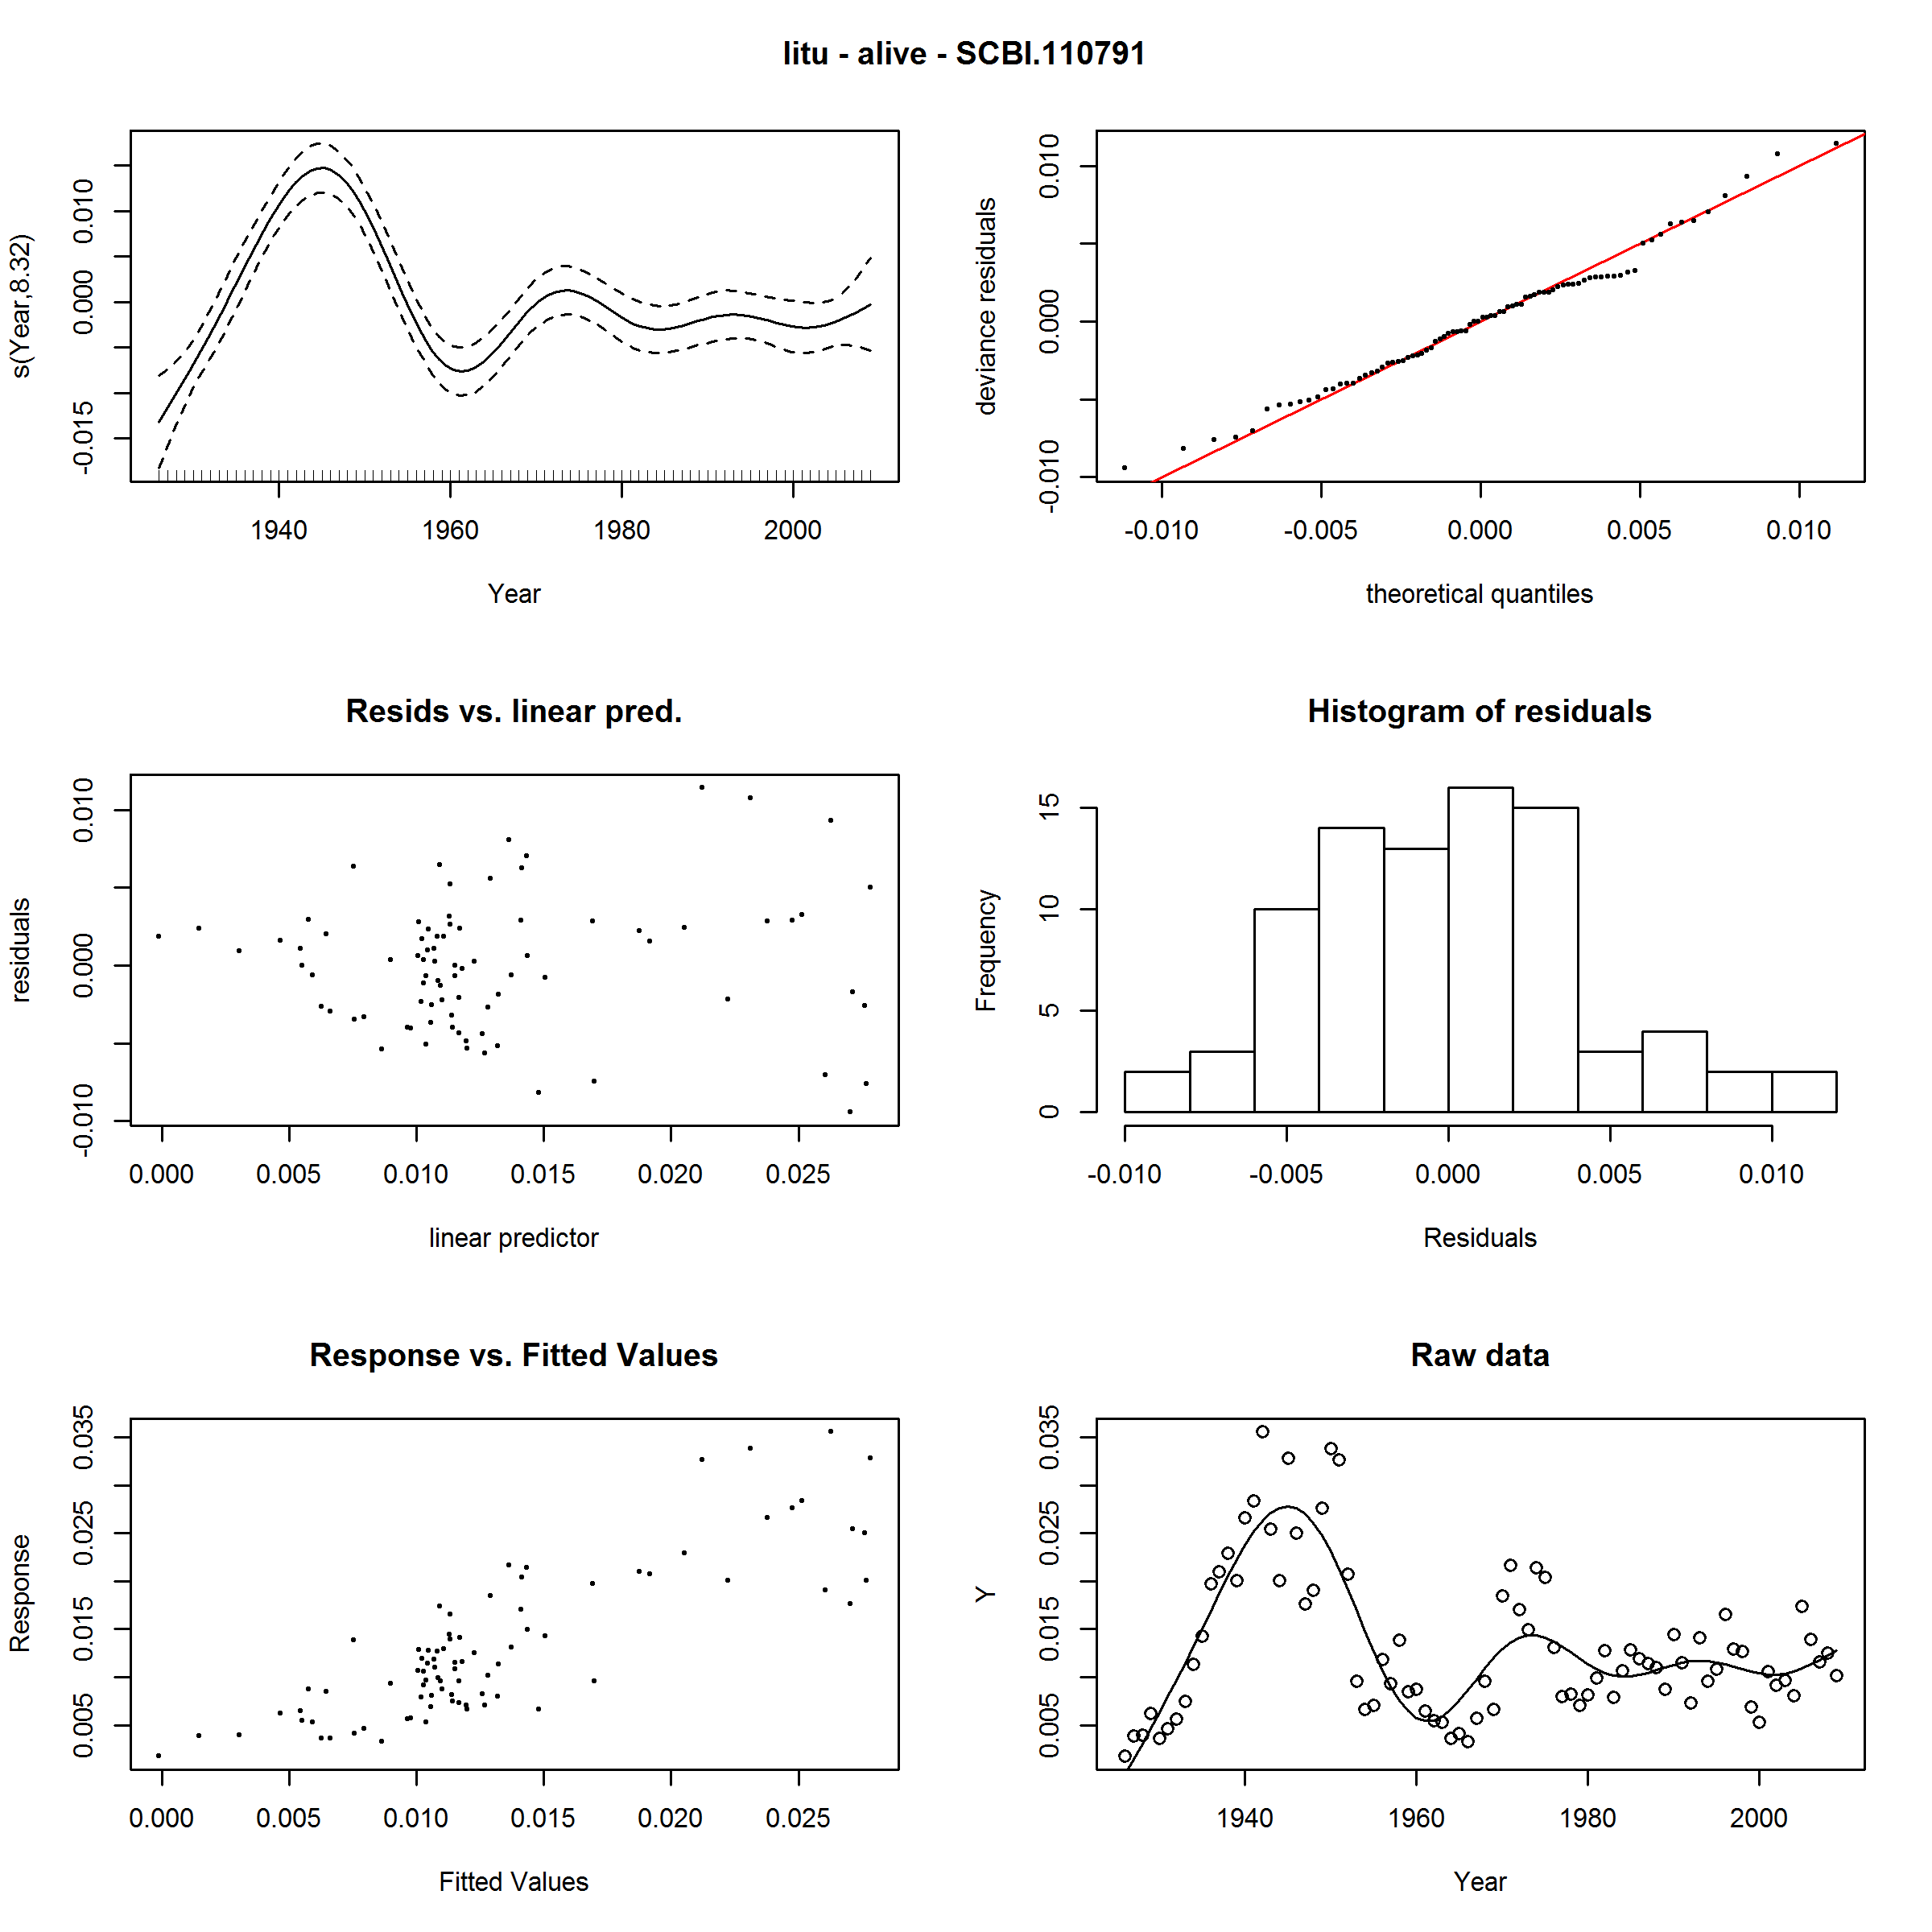 litu - alive - SCBI.110791
s(Year,8.32)
-0.015 0.000 0.010
1940 1960 1980 2000
Year
deviance residuals
-0.010 0.000 0.010
-0.010 -0.005 0.000 0.005 0.010
theoretical quantiles
Resids vs. linear pred.
residuals
-0.010 0.000 0.010
0.000 0.005 0.010 0.015 0.020 0.025
linear predictor
Histogram of residuals
Frequency
0 5 10 15
-0.010 -0.005 0.000 0.005 0.010
Residuals
Response vs. Fitted Values
Response
0.005 0.015 0.025 0.035
0.000 0.005 0.010 0.015 0.020 0.025
Fitted Values
Raw data
Y
0.005 0.015 0.025 0.035
1940 1960 1980 2000
Year